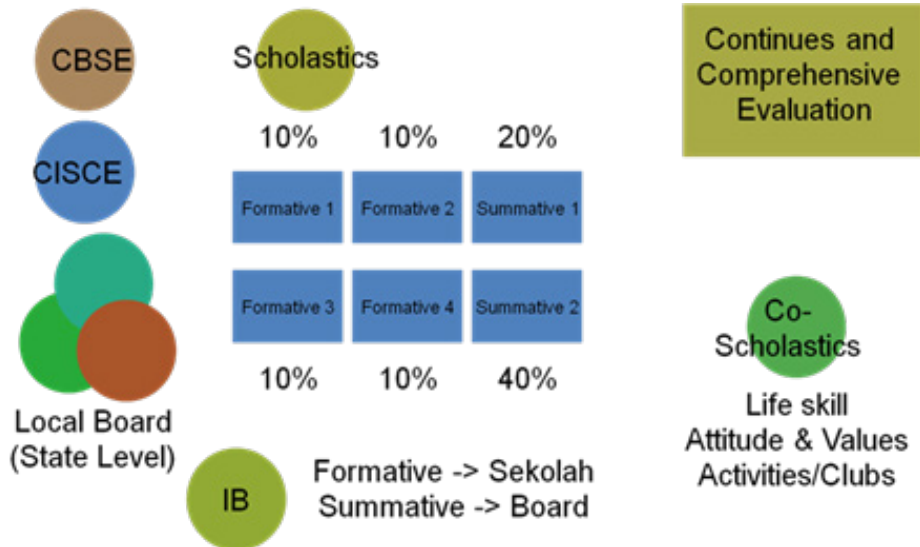 CBSE
CISCE
Local Board
(State Level)
Scholastics
10% 10% 20%
Formative 1 Formative 2 Summative 1
Formative 3 Formative 4 Summative 2
10% 10% 40%
IB
Formative -> Sekolah
Summative -> Board
Continues and
Comprehensive
Evaluation
Co-
Scholastics
Life skill
Attitude & Values
Activities/Clubs